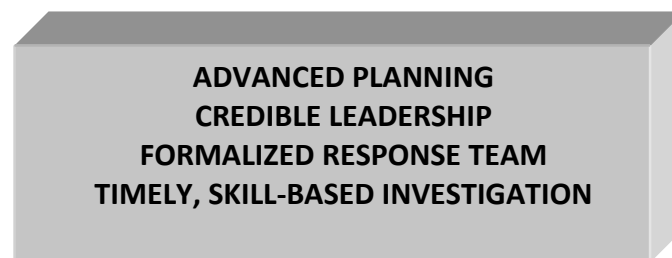 ADVANCED PLANNING
CREDIBLE LEADERSHIP
FORMALIZED RESPONSE TEAM
TIMELY, SKILL-BASED INVESTIGATION